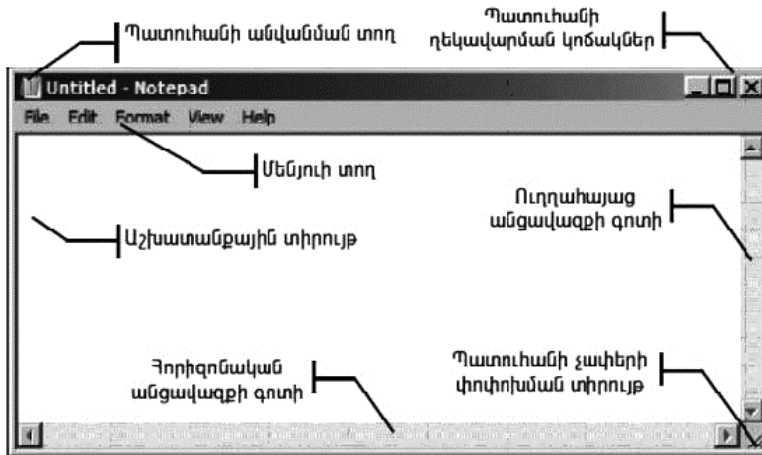 Պատուհանի անվանման տող
Պատուհանի
ղեկավարման կոճակներ
Untitled - Notepad
File Edit Format View Help
Մենյուի տող
Ուղղահայաց
անցավազքի գոտի
Աշխատանքային տիրույթ
Հորիզոնական
անցավազքի գոտի
Պատուհանի չափերի
փոփոխման տիրույթ